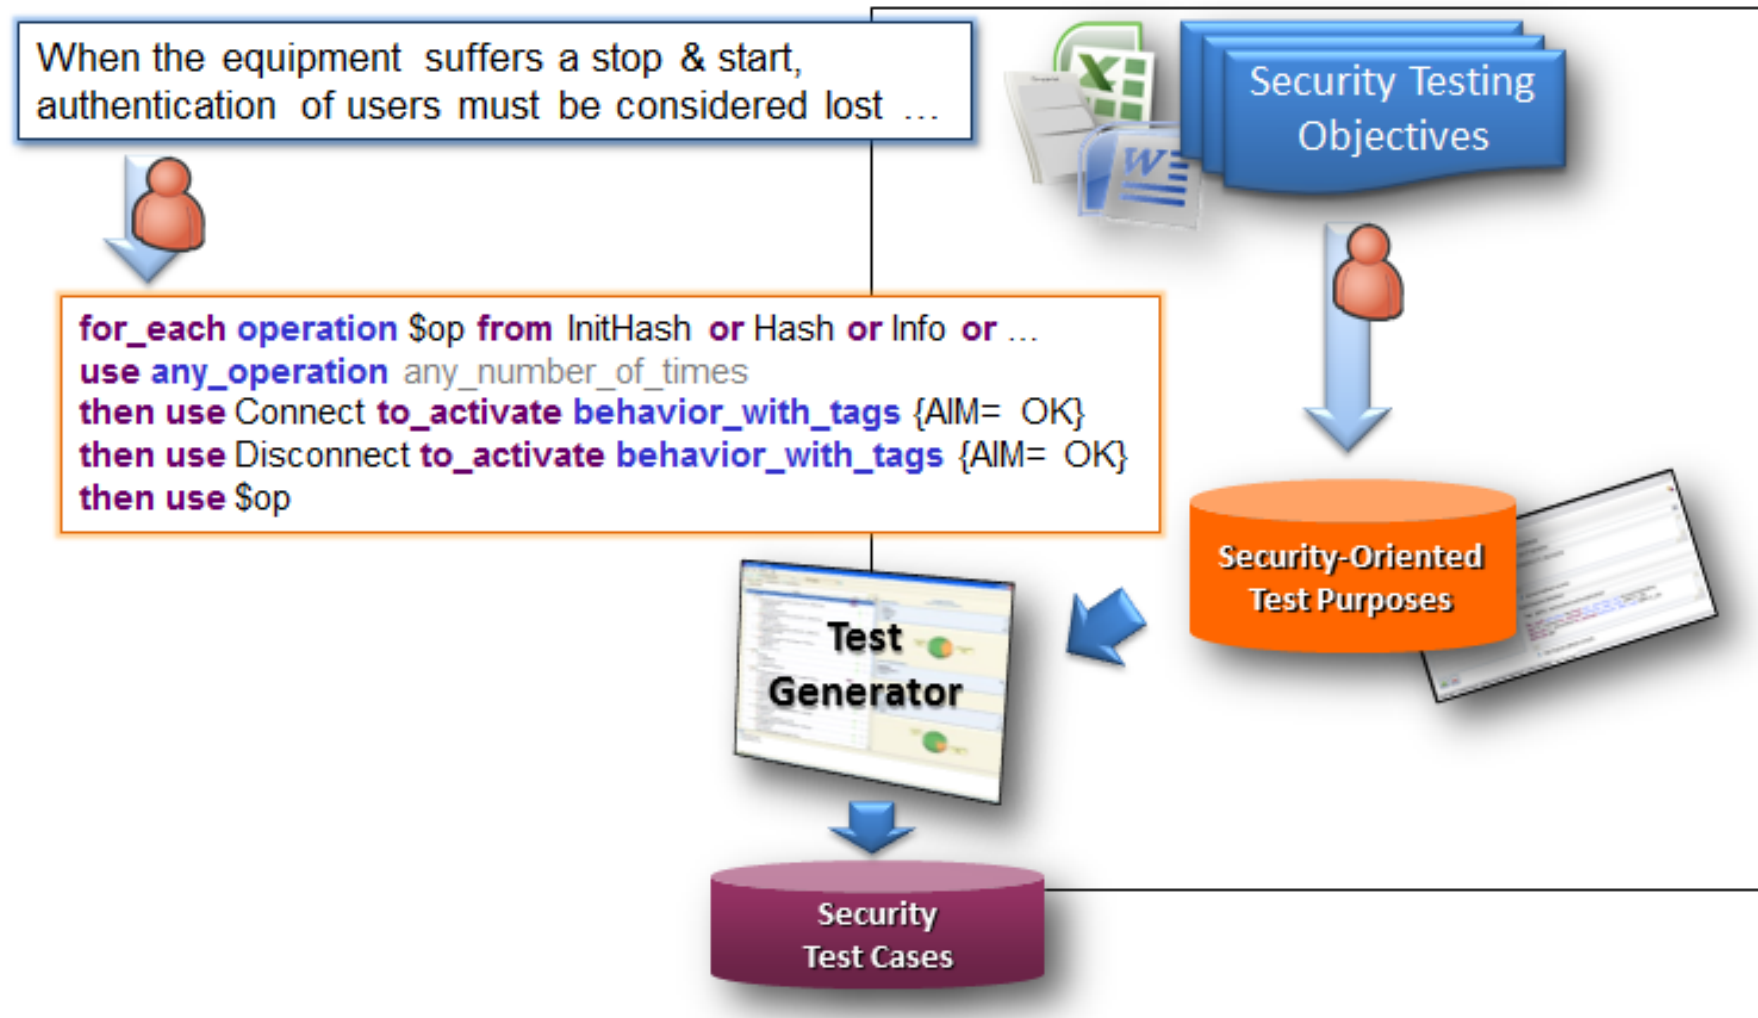 When the equipment suffers a stop & start,
authentication of users must be considered lost ...
Security Testing
Objectives
for_each operation $op from InitHash or Hash or Info or ...
use any_operation any_number_of_times
then use Connect to_activate behavior_with_tags {AIM= OK}
then use Disconnect to_activate behavior_with_tags {AIM= OK}
then use $op
Security-Oriented
Test Purposes
Test
Generator
Security
Test Cases